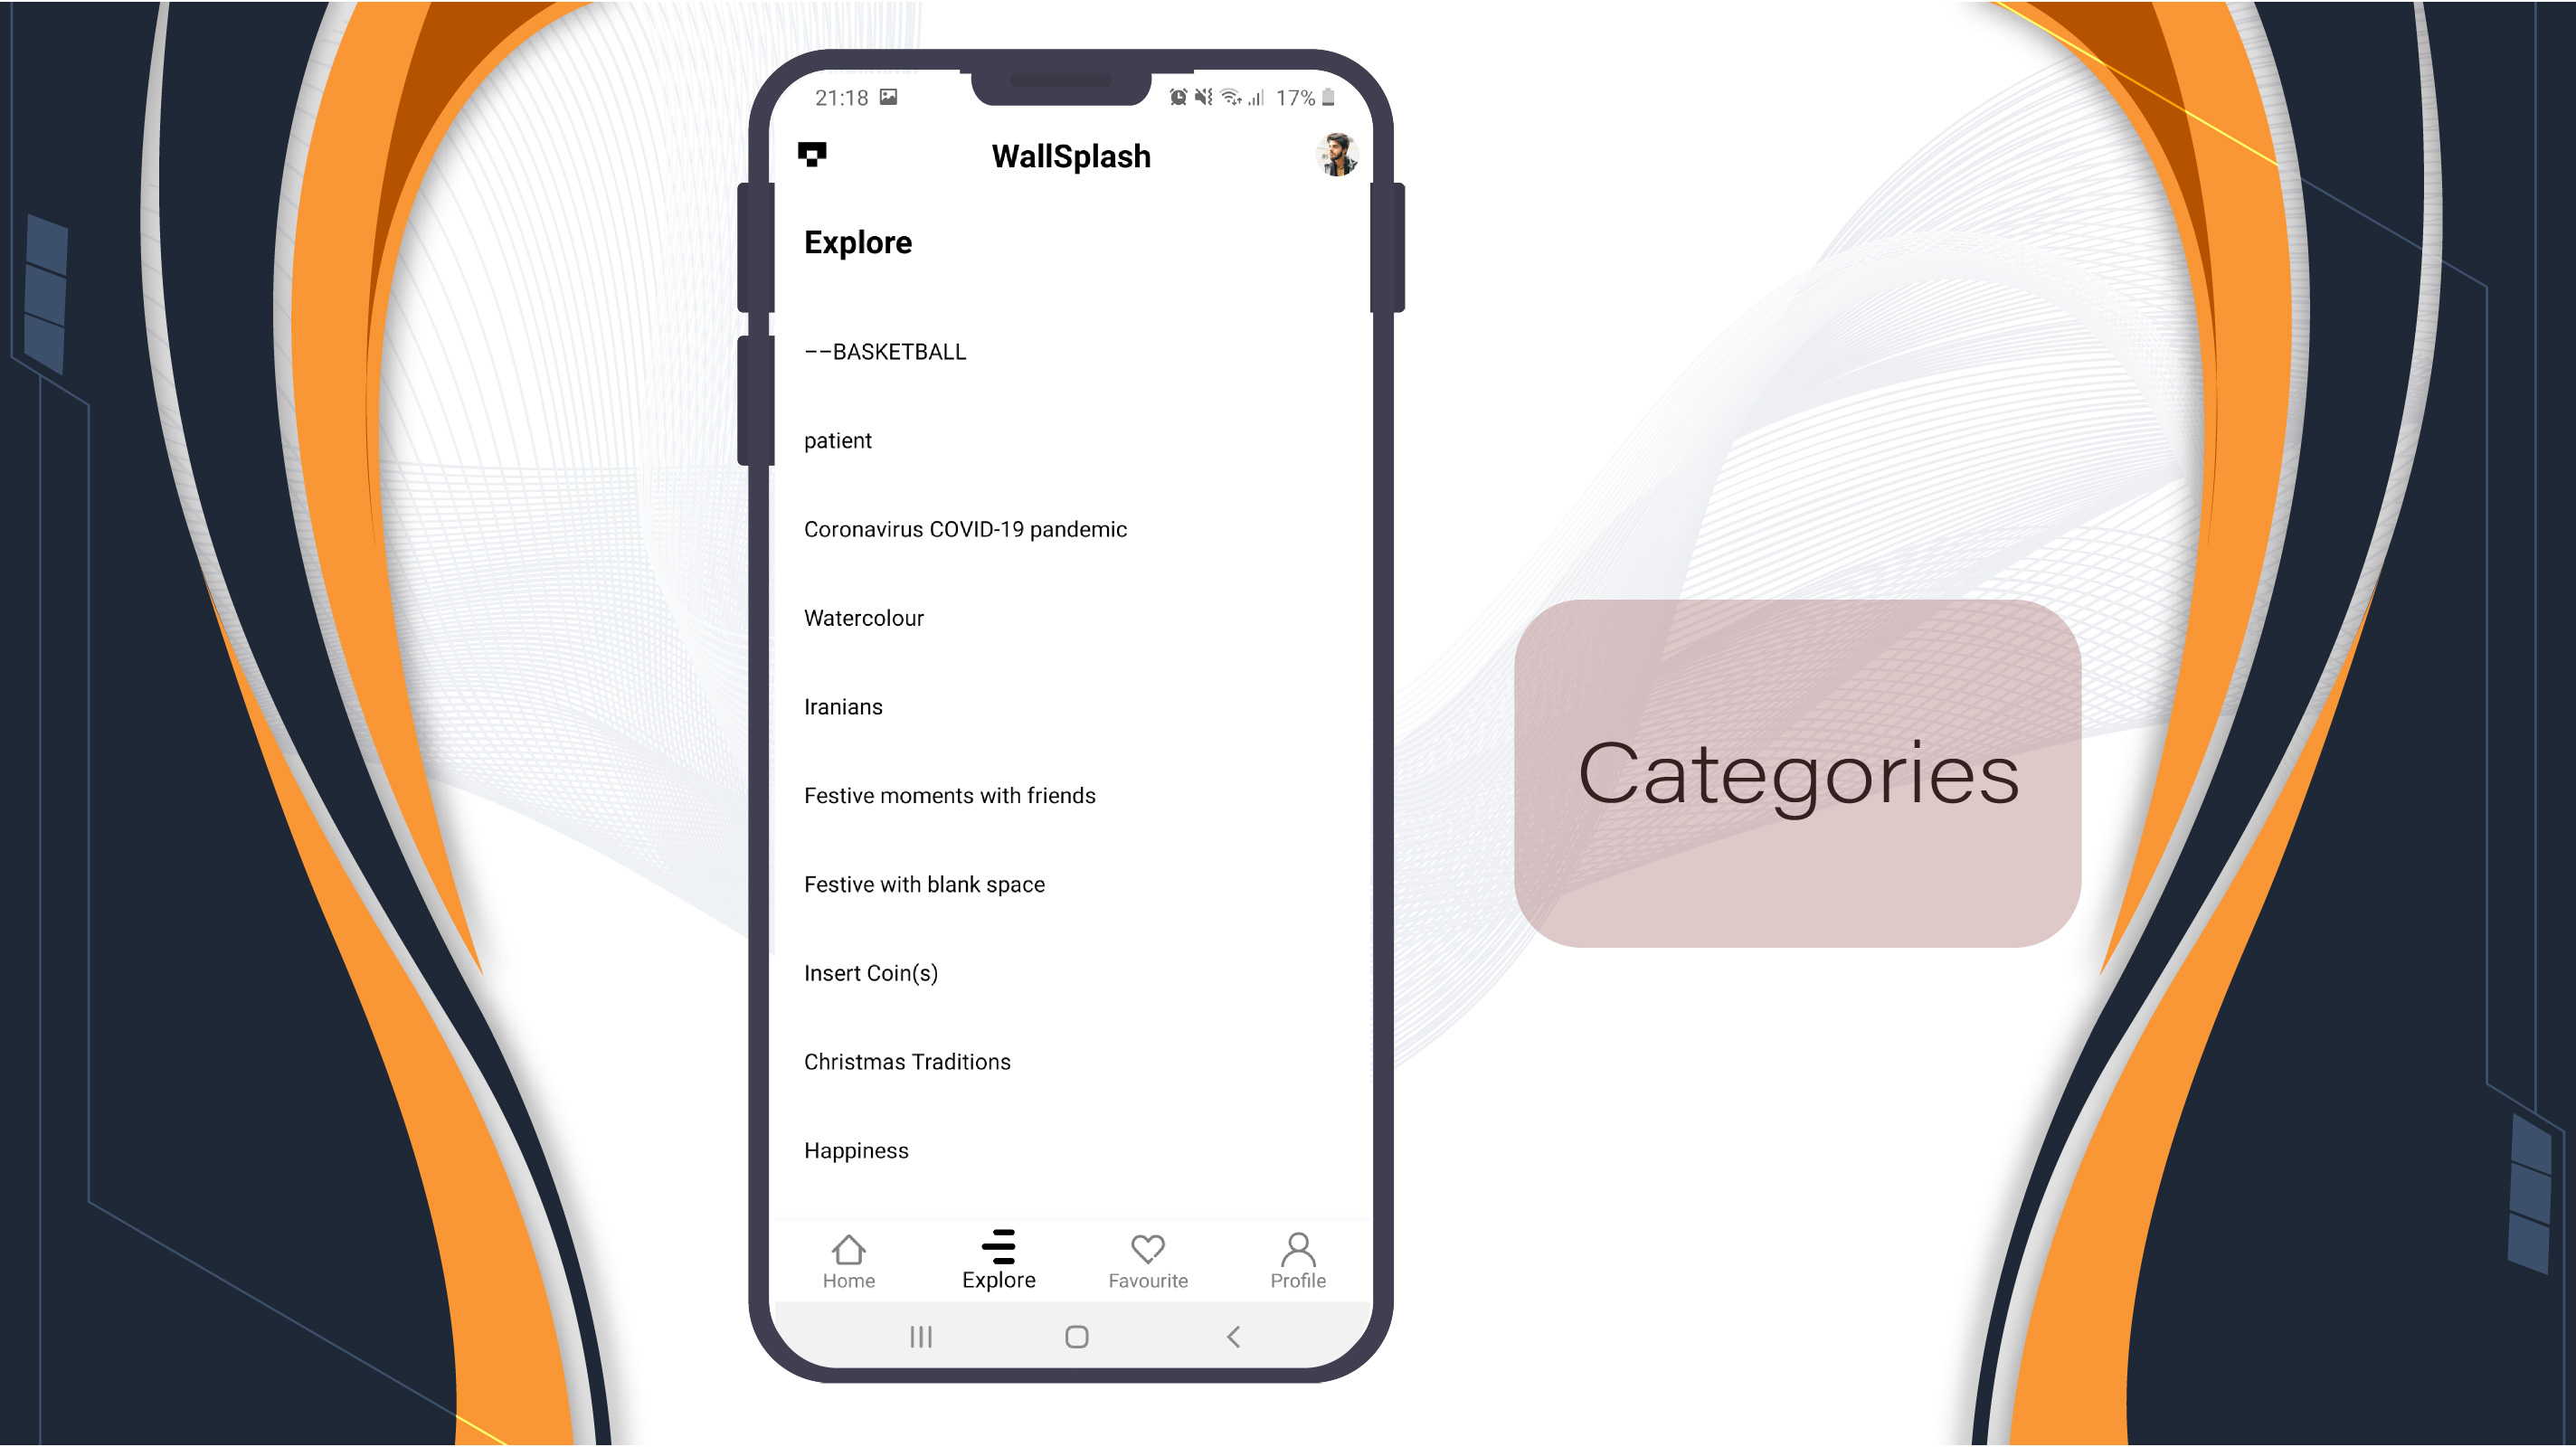 21:18 17%
WallSplash
Explore
––BASKETBALL
patient
Coronavirus COVID-19 pandemic
Watercolour
Iranians
Festive moments with friends
Festive with blank space
Insert Coin(s)
Christmas Traditions
Happiness
Home Explore Favourite Profile
Categories